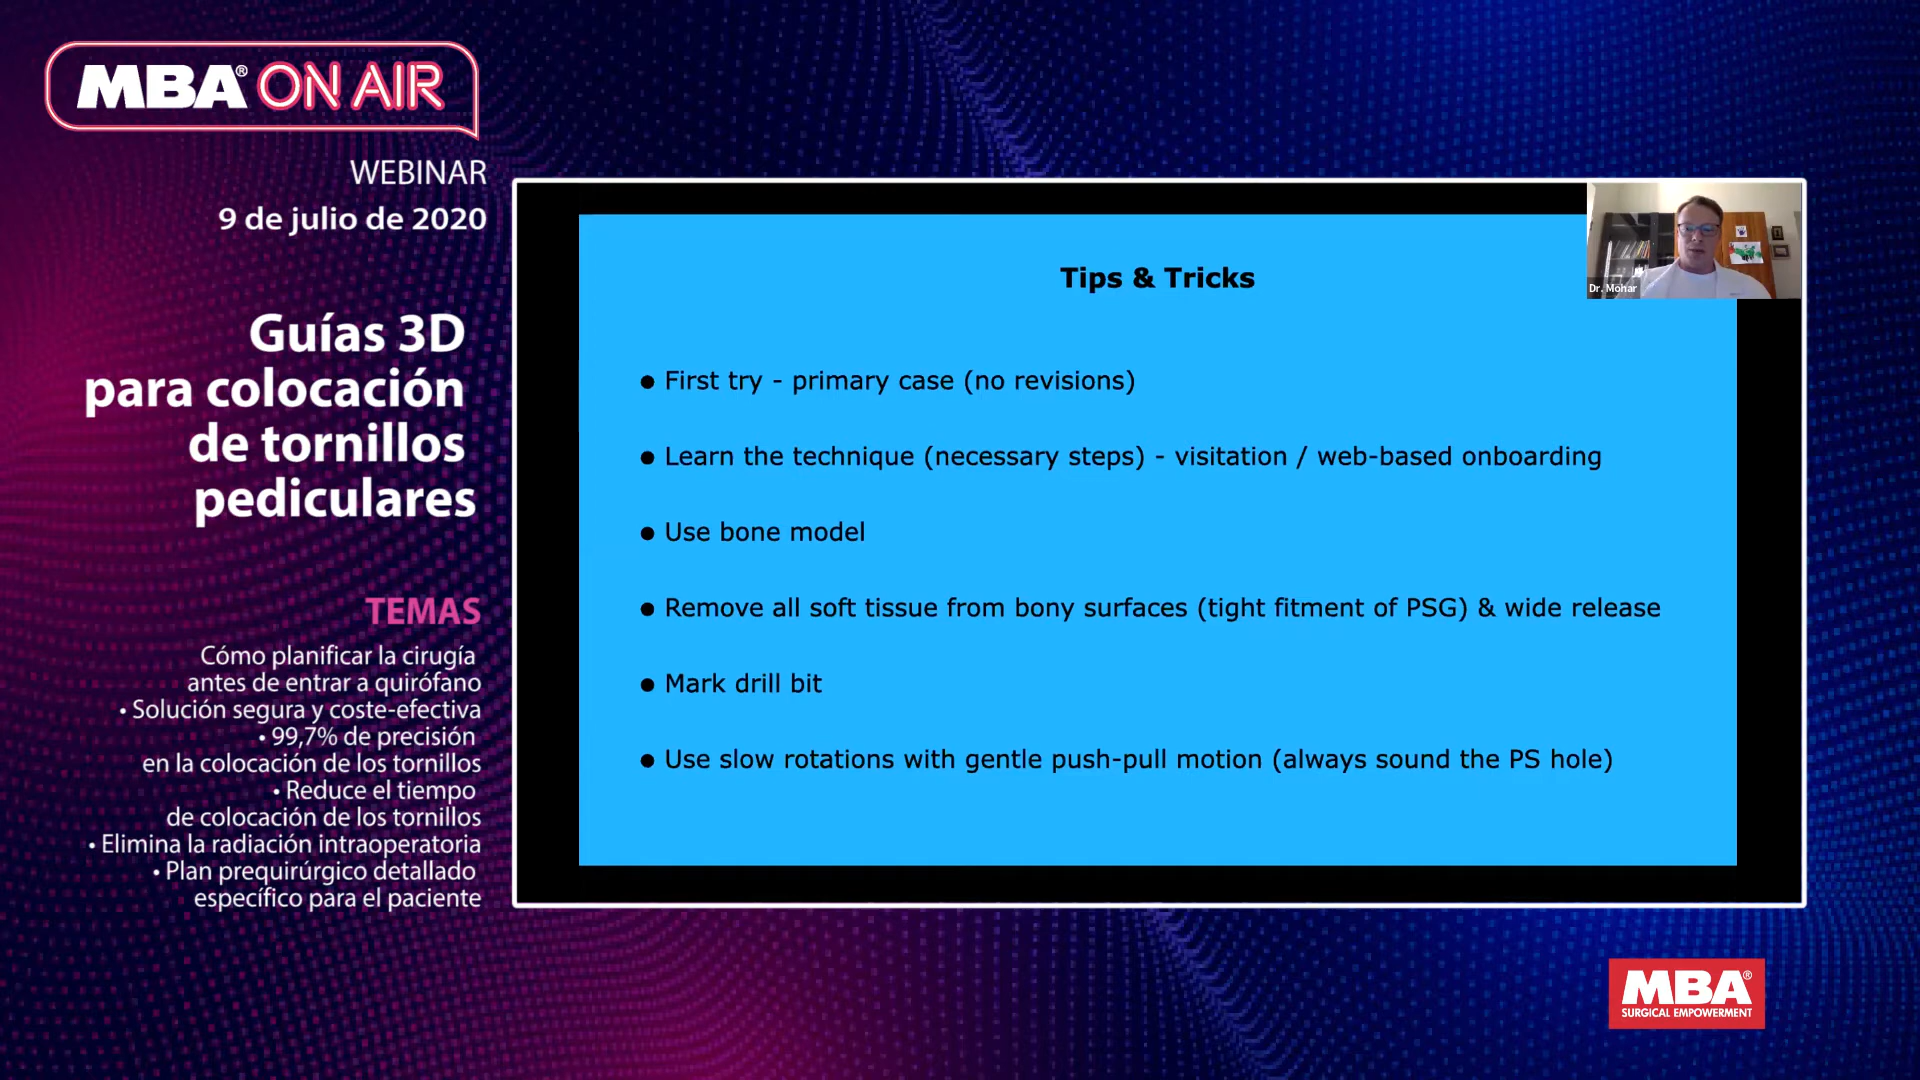 MBA® ON AIR
WEBINAR
9 de julio de 2020
Guías 3D
para colocación
de tornillos
pediculares
TEMAS
Cómo planificar la cirugía
antes de entrar a quirófano
• Solución segura y coste-efectiva
• 99,7% de precisión
en la colocación de los tornillos
• Reduce el tiempo
de colocación de los tornillos
• Elimina la radiación intraoperatoria
• Plan prequirúrgico detallado
específico para el paciente
Dr. Mohar
Tips & Tricks
● First try - primary case (no revisions)
● Learn the technique (necessary steps) - visitation / web-based onboarding
● Use bone model
● Remove all soft tissue from bony surfaces (tight fitment of PSG) & wide release
● Mark drill bit
● Use slow rotations with gentle push-pull motion (always sound the PS hole)
MBA®
SURGICAL EMPOWERMENT